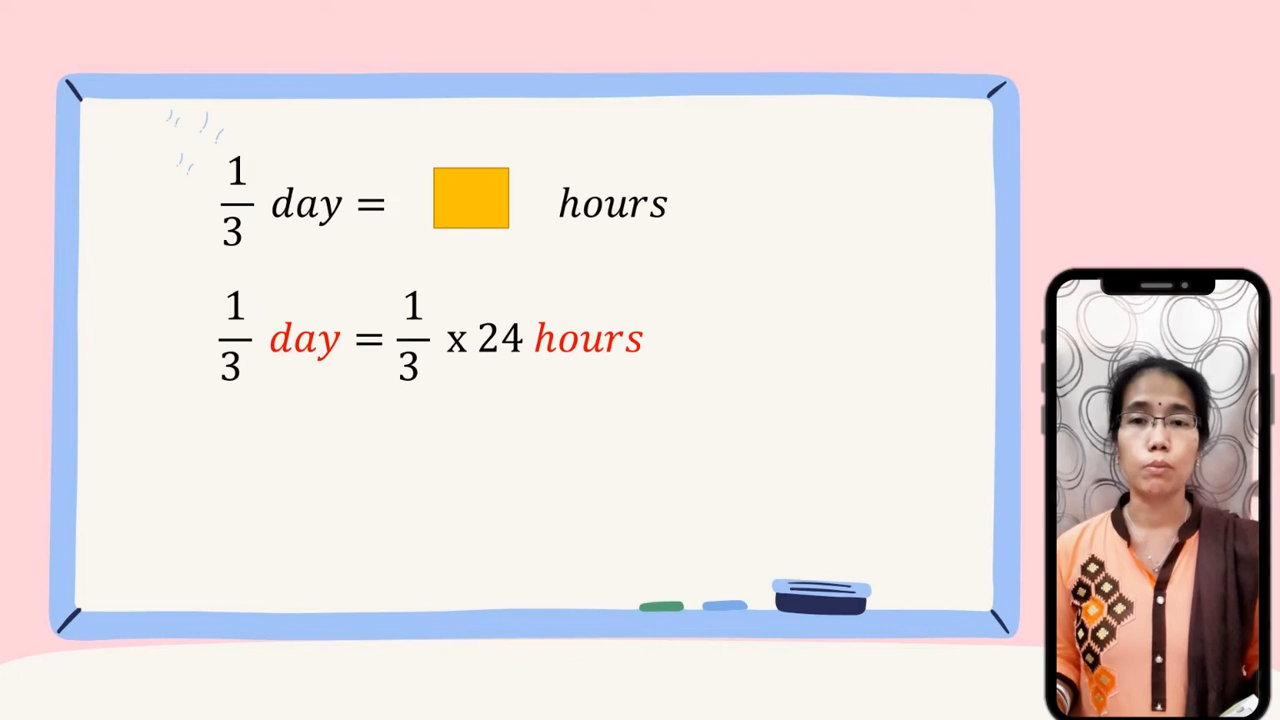 1/3 day = hours
1/3 day = 1/3 x 24 hours